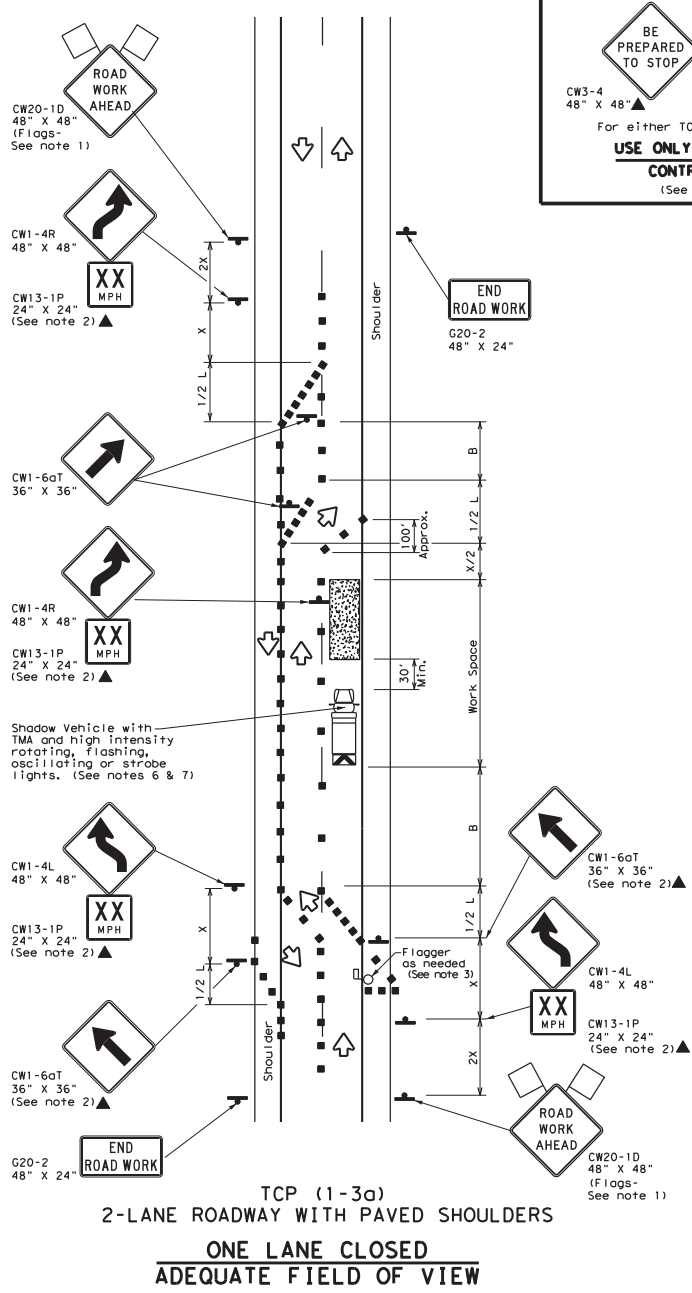 ROAD
WORK
AHEAD
CW20-1D
48" X 48"
(Flags-
See note 1)
BE
PREPARED
TO STOP
CW3-4
48" X 48"▲
For either TC
USE ONLY
CONTR
(See
CW1-4R
48" X 48"
XX
MPH
CW13-1P
24" X 24"
(See note 2)▲
2X
X
1/2 L
Shoulder
END
ROAD WORK
G20-2
48" X 24"
CW1-6aT
36" X 36"
B
1/2 L
100'
Approx.
X/2
CW1-4R
48" X 48"
XX
MPH
CW13-1P
24" X 24"
(See note 2)▲
30'
Min.
Work Space
Shadow Vehicle with
TMA and high intensity
rotating, flashing,
oscillating or strobe
lights. (See notes 6 & 7)
B
CW1-4L
48" X 48"
XX
MPH
CW13-1P
24" X 24"
(See note 2)▲
X
1/2 L
CW1-6aT
36" X 36"
(See note 2)▲
1/2 L
Flagger
as needed
(See note 3)
X
CW1-4L
48" X 48"
XX
MPH
CW13-1P
24" X 24"
(See note 2)▲
CW1-6aT
36" X 36"
(See note 2)▲
Shoulder
2X
END
ROAD WORK
G20-2
48" X 24"
ROAD
WORK
AHEAD
CW20-1D
48" X 48"
(Flags-
See note 1)
TCP (1-3a)
2-LANE ROADWAY WITH PAVED SHOULDERS
ONE LANE CLOSED
ADEQUATE FIELD OF VIEW